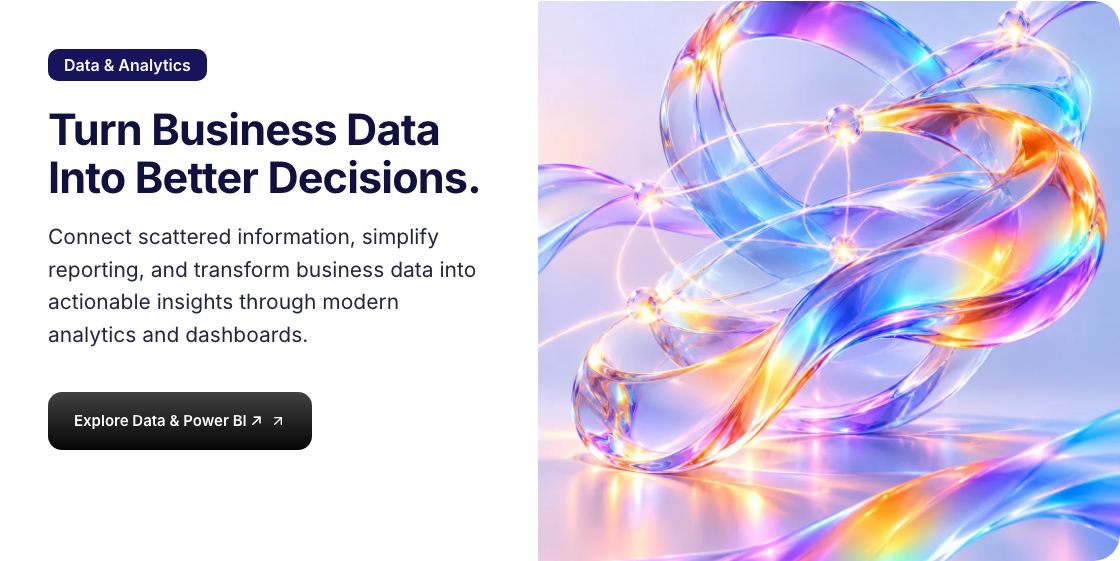 Data & Analytics
Turn Business Data
Into Better Decisions.
Connect scattered information, simplify
reporting, and transform business data into
actionable insights through modern
analytics and dashboards.
Explore Data & Power BI ↗ ↗